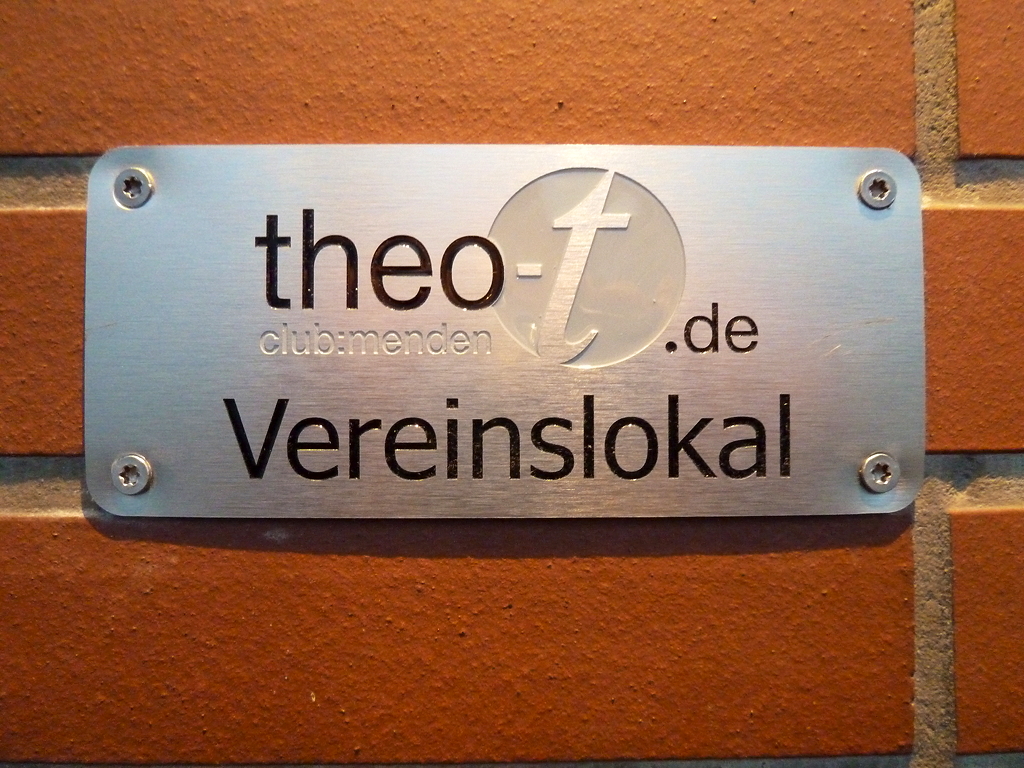 theo-t.de
club:menden
Vereinslokal